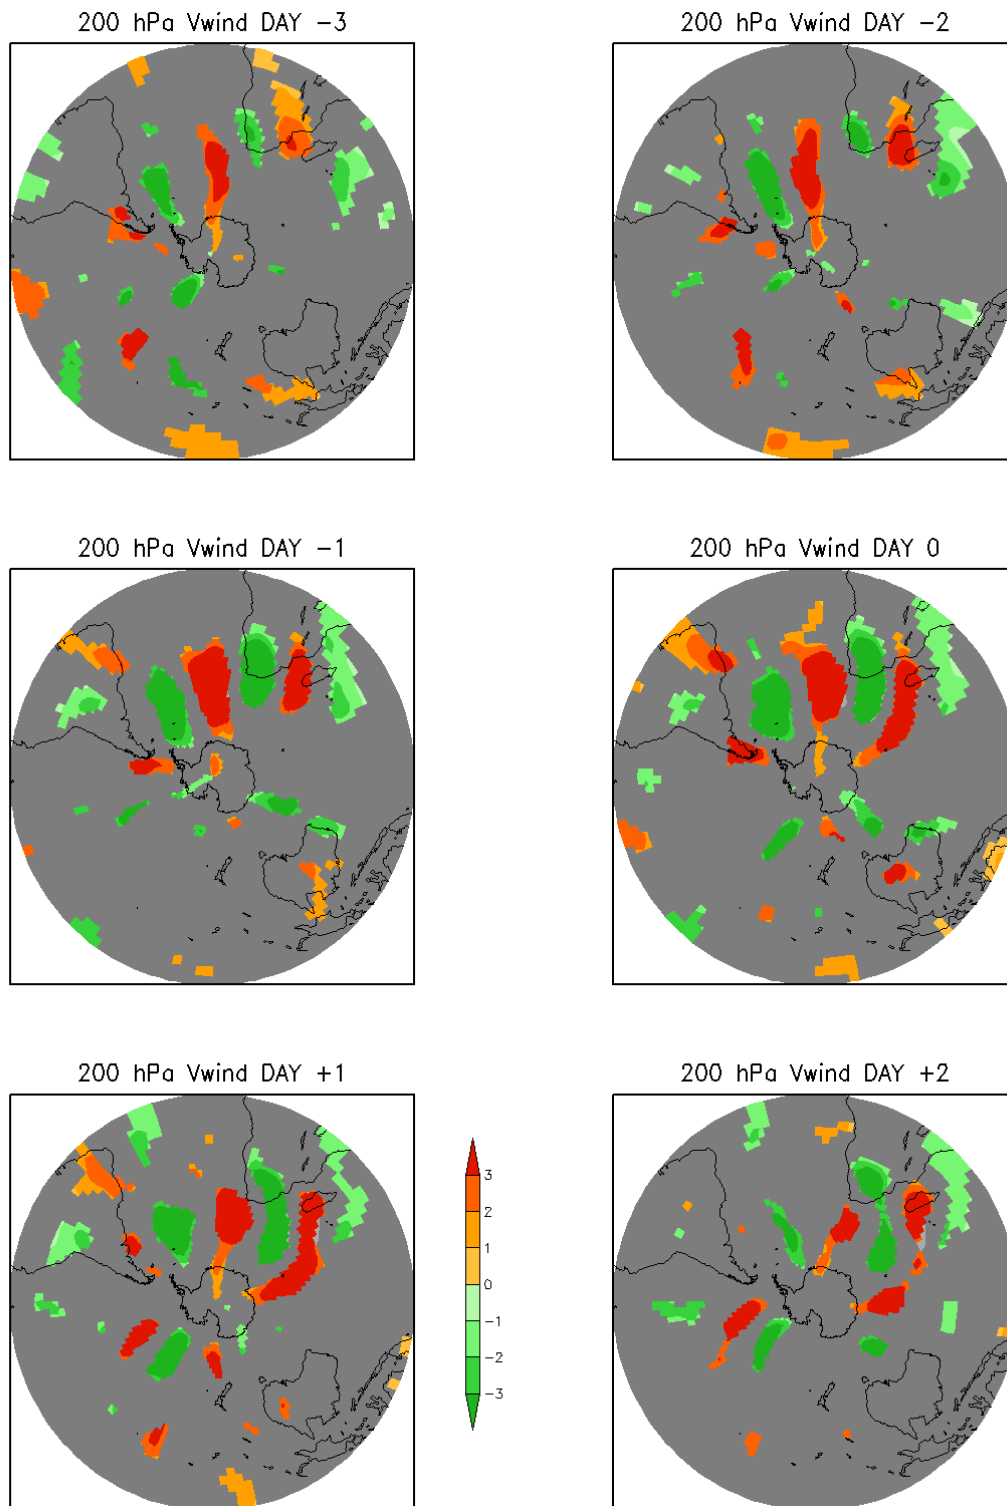 200 hPa Vwind DAY −3
200 hPa Vwind DAY −2
200 hPa Vwind DAY −1
200 hPa Vwind DAY 0
200 hPa Vwind DAY +1
200 hPa Vwind DAY +2
3
2
1
0
−1
−2
−3